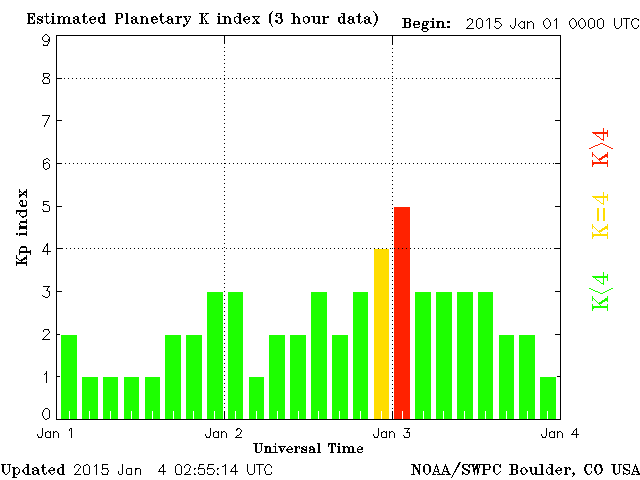 Estimated Planetary K index (3 hour data) Begin: 2015 Jan 01 0000 UTC
9
8
7
6
5
4
3
2
1
0
Kp index
K>4
K=4
K<4
Jan 1 Jan 2 Jan 3 Jan 4
Universal Time
Updated 2015 Jan 4 02:55:14 UTC NOAA/SWPC Boulder, CO USA